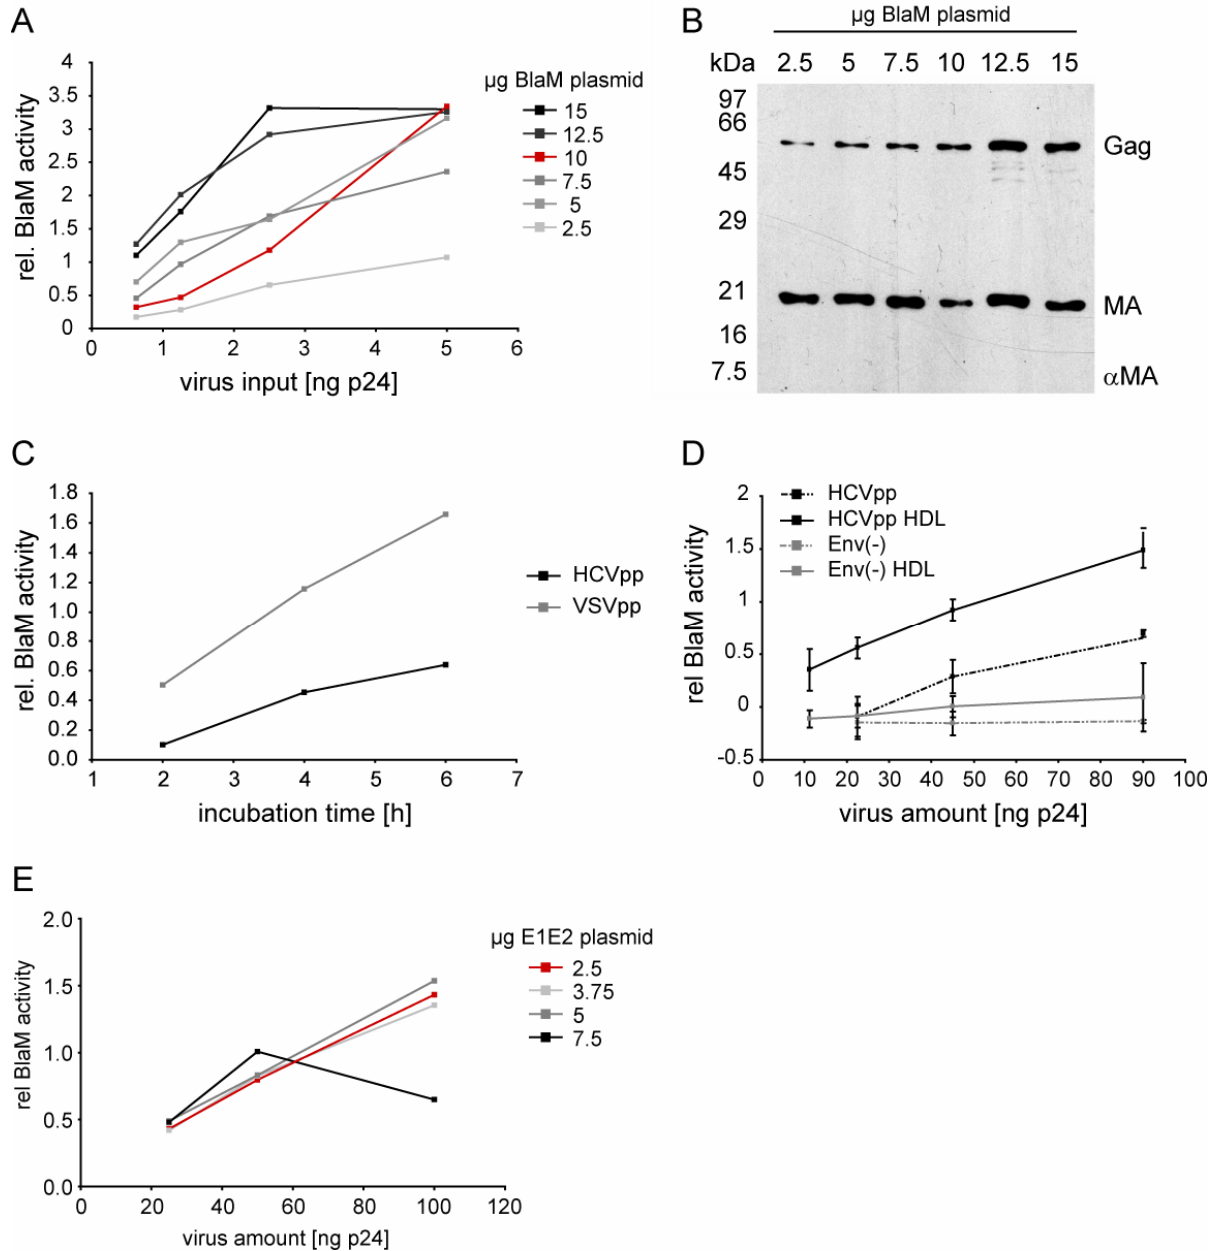 A
rel. BlaM activity
4
3.5
3
2.5
2
1.5
1
0.5
0
0 1 2 3 4 5 6
virus input [ng p24]
µg BlaM plasmid
15
12.5
10
7.5
5
2.5
B
µg BlaM plasmid
kDa 2.5 5 7.5 10 12.5 15
97
66
45
29
21
16
7.5
Gag
MA
αMA
C
rel. BlaM activity
1.8
1.6
1.4
1.2
1.0
0.8
0.6
0.4
0.2
0.0
1 2 3 4 5 6 7
incubation time [h]
HCVpp
VSVpp
D
rel BlaM activity
2
1.5
1
0.5
0
-0.5
0 10 20 30 40 50 60 70 80 90 100
virus amount [ng p24]
HCVpp
HCVpp HDL
Env(-)
Env(-) HDL
E
rel BlaM activity
2.0
1.5
1.0
0.5
0.0
0 20 40 60 80 100 120
virus amount [ng p24]
µg E1E2 plasmid
2.5
3.75
5
7.5